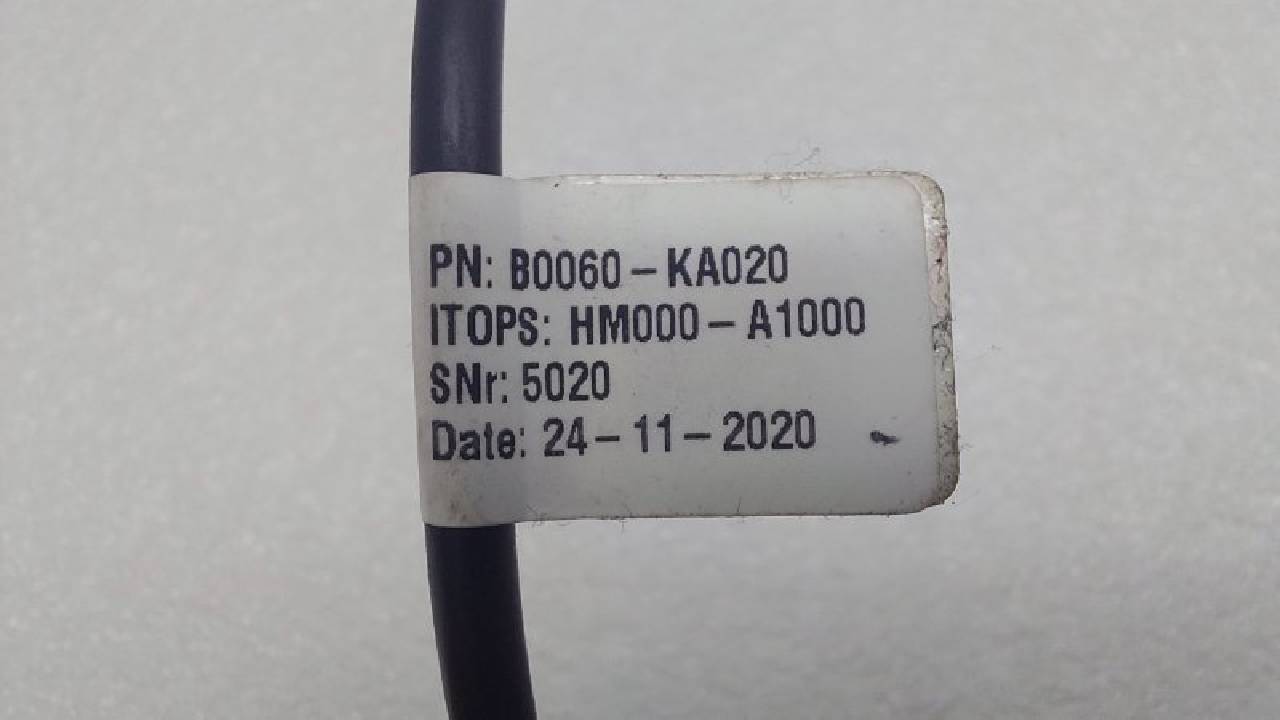 PN: B0060-KA020
ITOPS: HM000-A1000
SNr: 5020
Date: 24-11-2020